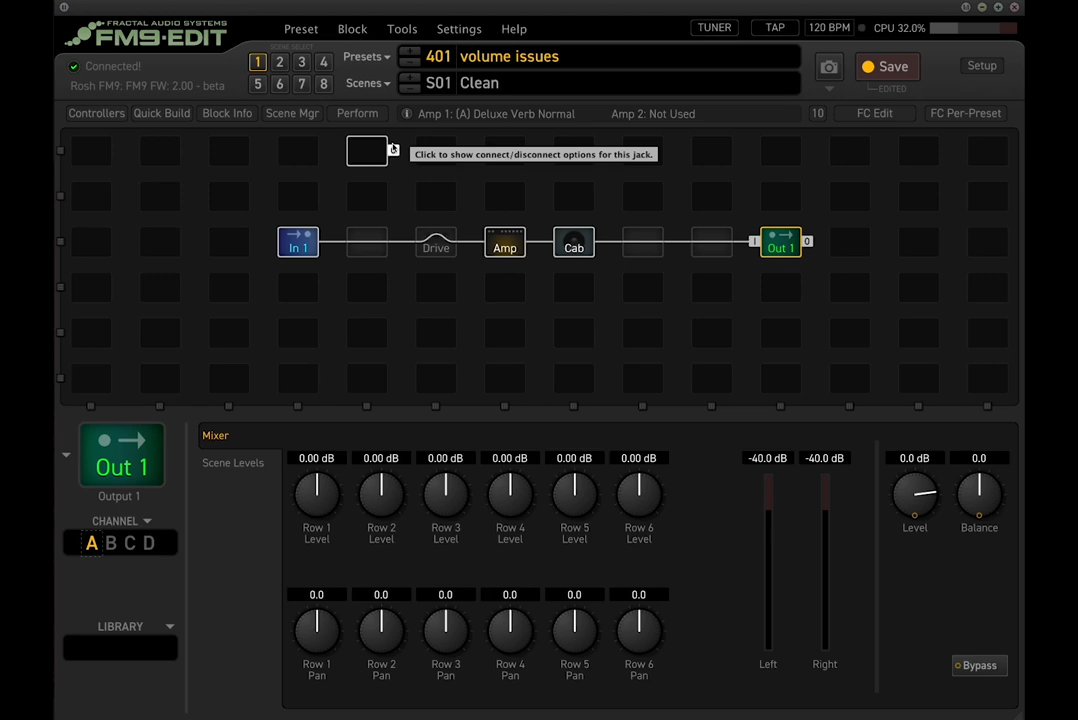 FRACTAL AUDIO SYSTEMS
FM9-EDIT
Preset Block Tools Settings Help
TUNER TAP 120 BPM CPU 32.0%
SCENE SELECT
Connected!
Rosh FM9: FM9 FW: 2.00 - beta
1 2 3 4
5 6 7 8
Presets 401 volume issues
Scenes S01 Clean
Save
EDITED
Setup
Controllers Quick Build Block Info Scene Mgr Perform
Amp 1: (A) Deluxe Verb Normal Amp 2: Not Used
10 FC Edit FC Per-Preset
Click to show connect/disconnect options for this jack.
In 1 Drive Amp Cab I Out 1 O
Out 1
Output 1
CHANNEL
A B C D
LIBRARY
Mixer
Scene Levels
0.00 dB 0.00 dB 0.00 dB 0.00 dB 0.00 dB 0.00 dB
Row 1 Level Row 2 Level Row 3 Level Row 4 Level Row 5 Level Row 6 Level
0.0 0.0 0.0 0.0 0.0 0.0
Row 1 Pan Row 2 Pan Row 3 Pan Row 4 Pan Row 5 Pan Row 6 Pan
-40.0 dB -40.0 dB
Left Right
0.0 dB 0.0
Level Balance
Bypass